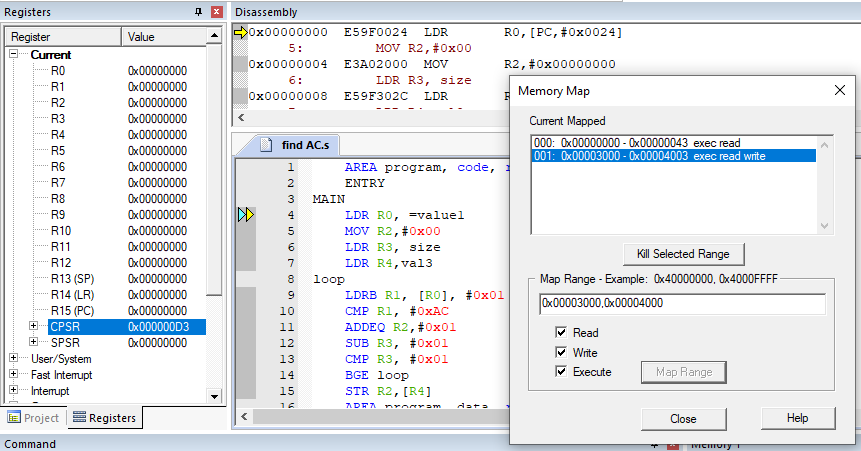 Registers
Register Value
Current
R0 0x00000000
R1 0x00000000
R2 0x00000000
R3 0x00000000
R4 0x00000000
R5 0x00000000
R6 0x00000000
R7 0x00000000
R8 0x00000000
R9 0x00000000
R10 0x00000000
R11 0x00000000
R12 0x00000000
R13 (SP) 0x00000000
R14 (LR) 0x00000000
R15 (PC) 0x00000000
CPSR 0x000000D3
SPSR 0x00000000
User/System
Fast Interrupt
Interrupt
Project Registers
Command
Disassembly
0x00000000 E59F0024 LDR R0,[PC,#0x0024]
5: MOV R2,#0x00
0x00000004 E3A02000 MOV R2,#0x00000000
6: LDR R3, size
0x00000008 E59F302C LDR
find AC.s
1 AREA program, code,
2 ENTRY
3 MAIN
4 LDR R0, =value1
5 MOV R2,#0x00
6 LDR R3, size
7 LDR R4,val3
8 loop
9 LDRB R1, [R0], #0x01
10 CMP R1, #0xAC
11 ADDEQ R2,#0x01
12 SUB R3, #0x01
13 CMP R3, #0x01
14 BGE loop
15 STR R2,[R4]
16 AREA program, data,
Memory Map
Current Mapped
000: 0x00000000 - 0x00000043 exec read
001: 0x00003000 - 0x00004003 exec read write
Kill Selected Range
Map Range - Example: 0x40000000, 0x4000FFFF
0x00003000,0x00004000
Read
Write
Execute
Map Range
Close
Help
Memory 1